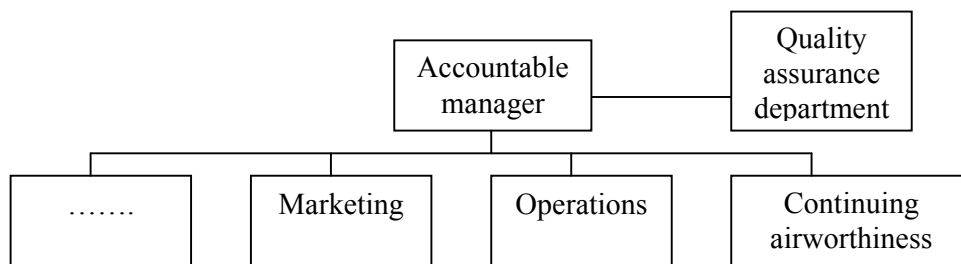 Accountable
manager
Quality
assurance
department
…….
Marketing
Operations
Continuing
airworthiness